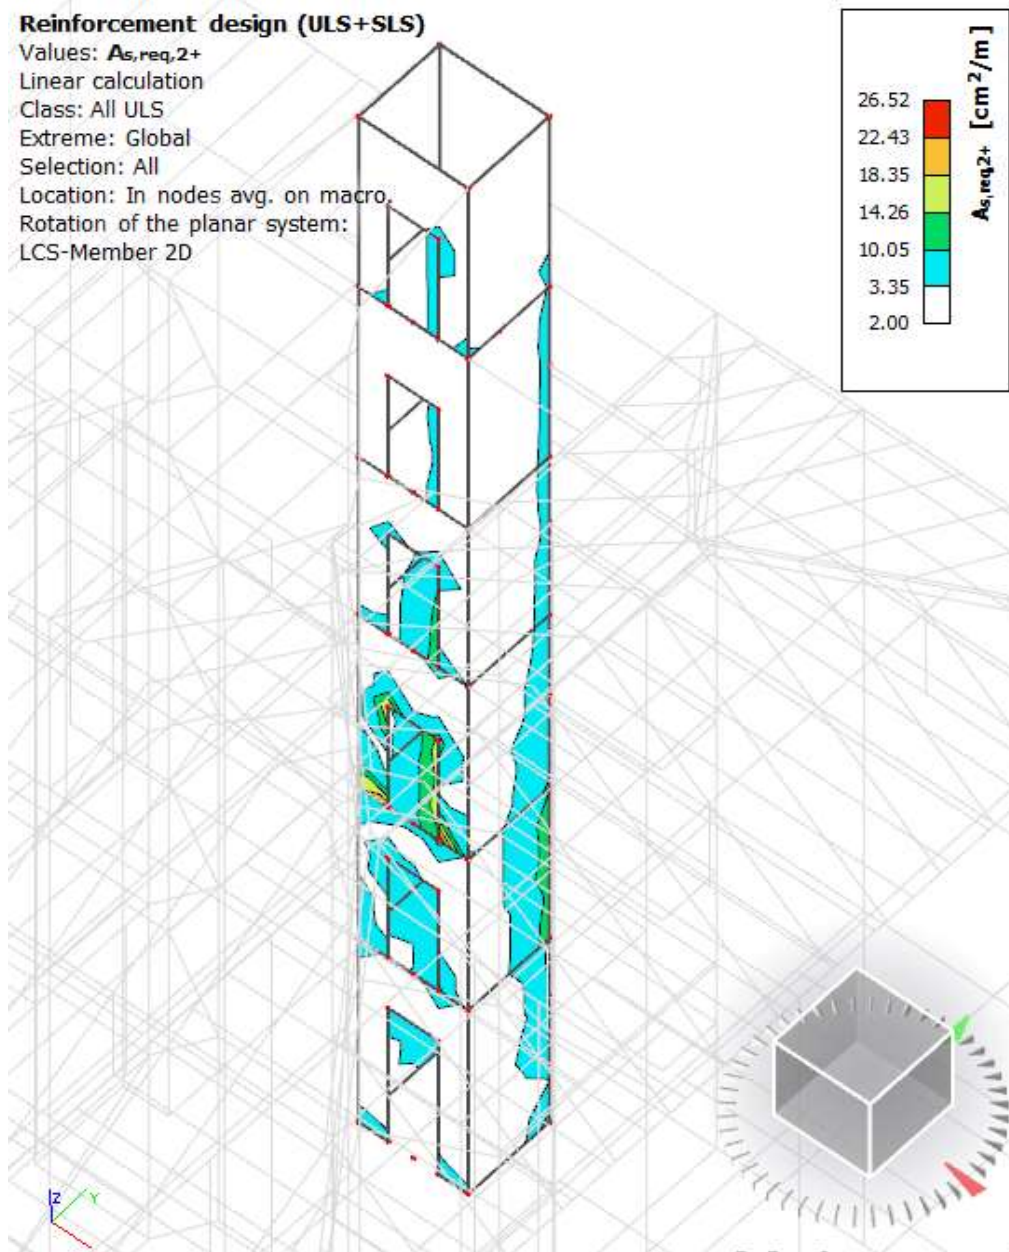 Reinforcement design (ULS+SLS)
Values: As,req,2+
Linear calculation
Class: All ULS
Extreme: Global
Selection: All
Location: In nodes avg. on macro.
Rotation of the planar system:
LCS-Member 2D
26.52
22.43
18.35
14.26
10.05
3.35
2.00
As,req,2+ [cm²/m]
Z
Y